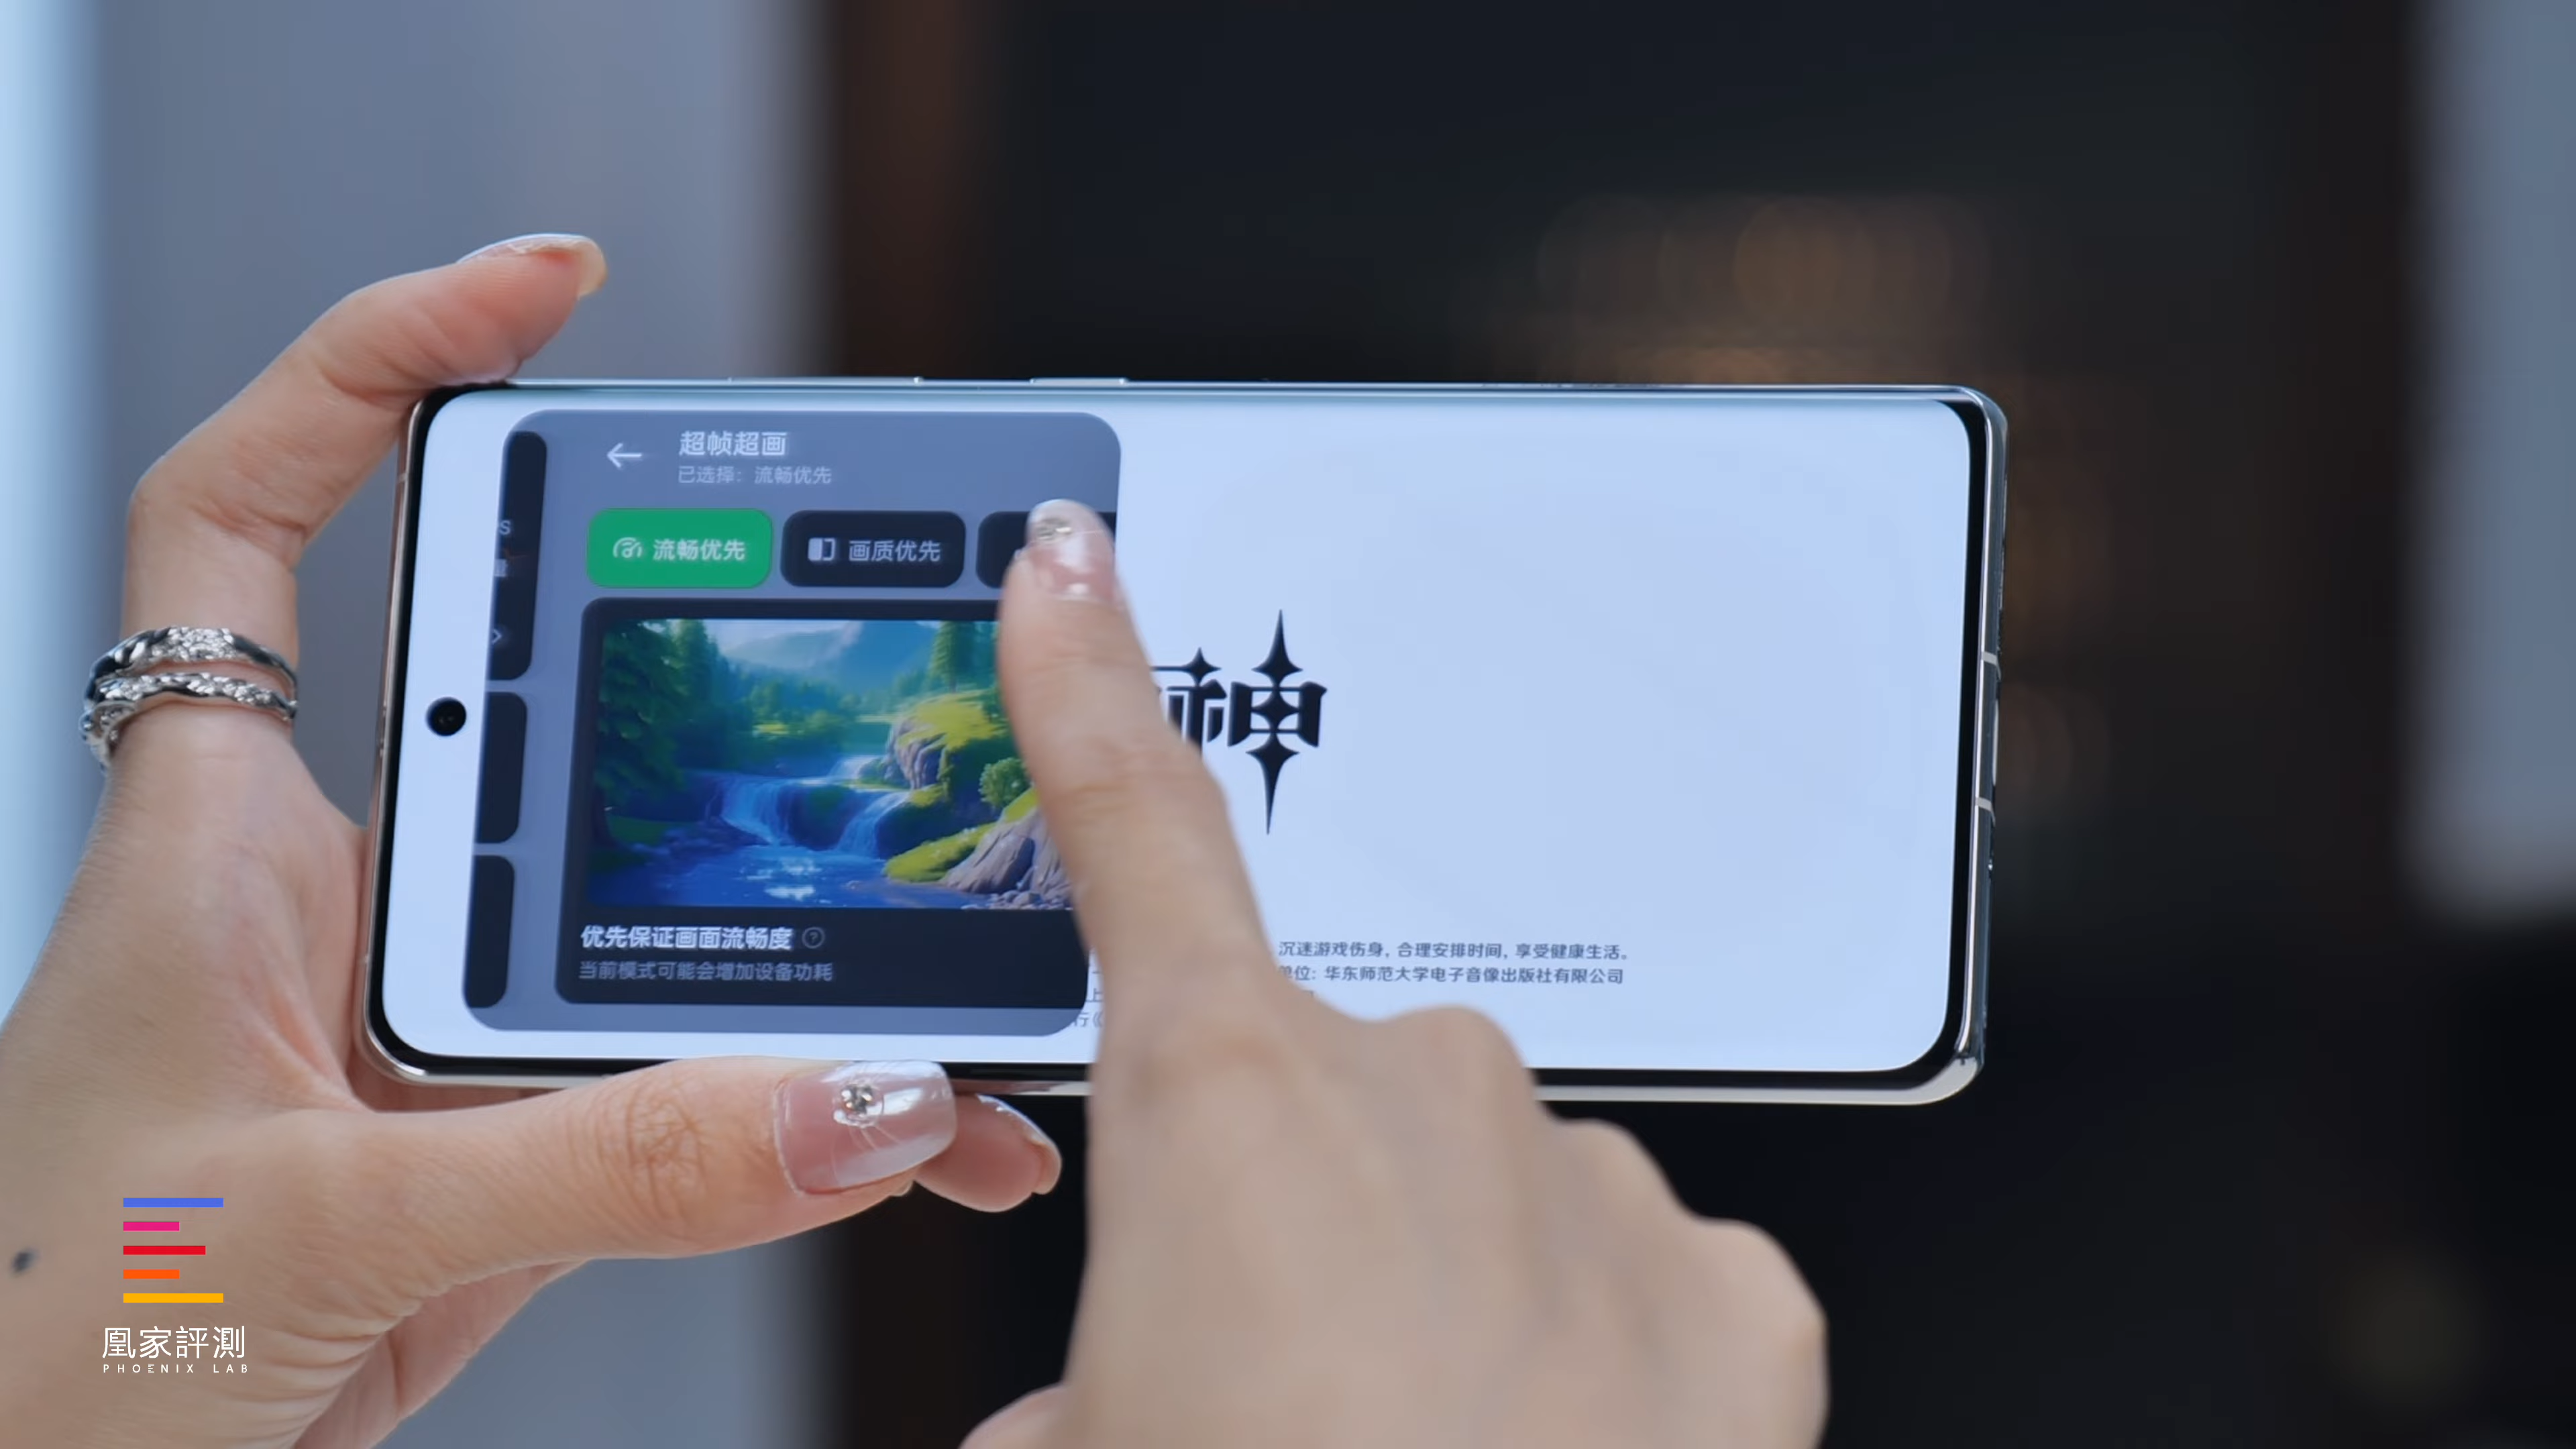 超帧超画
已选择：流畅优先
流畅优先
画质优先
优先保证画面流畅度
当前模式可能会增加设备功耗
神
沉迷游戏伤身，合理安排时间，享受健康生活。
单位：华东师范大学电子音像出版社有限公司
凰家評測
PHOENIX LAB